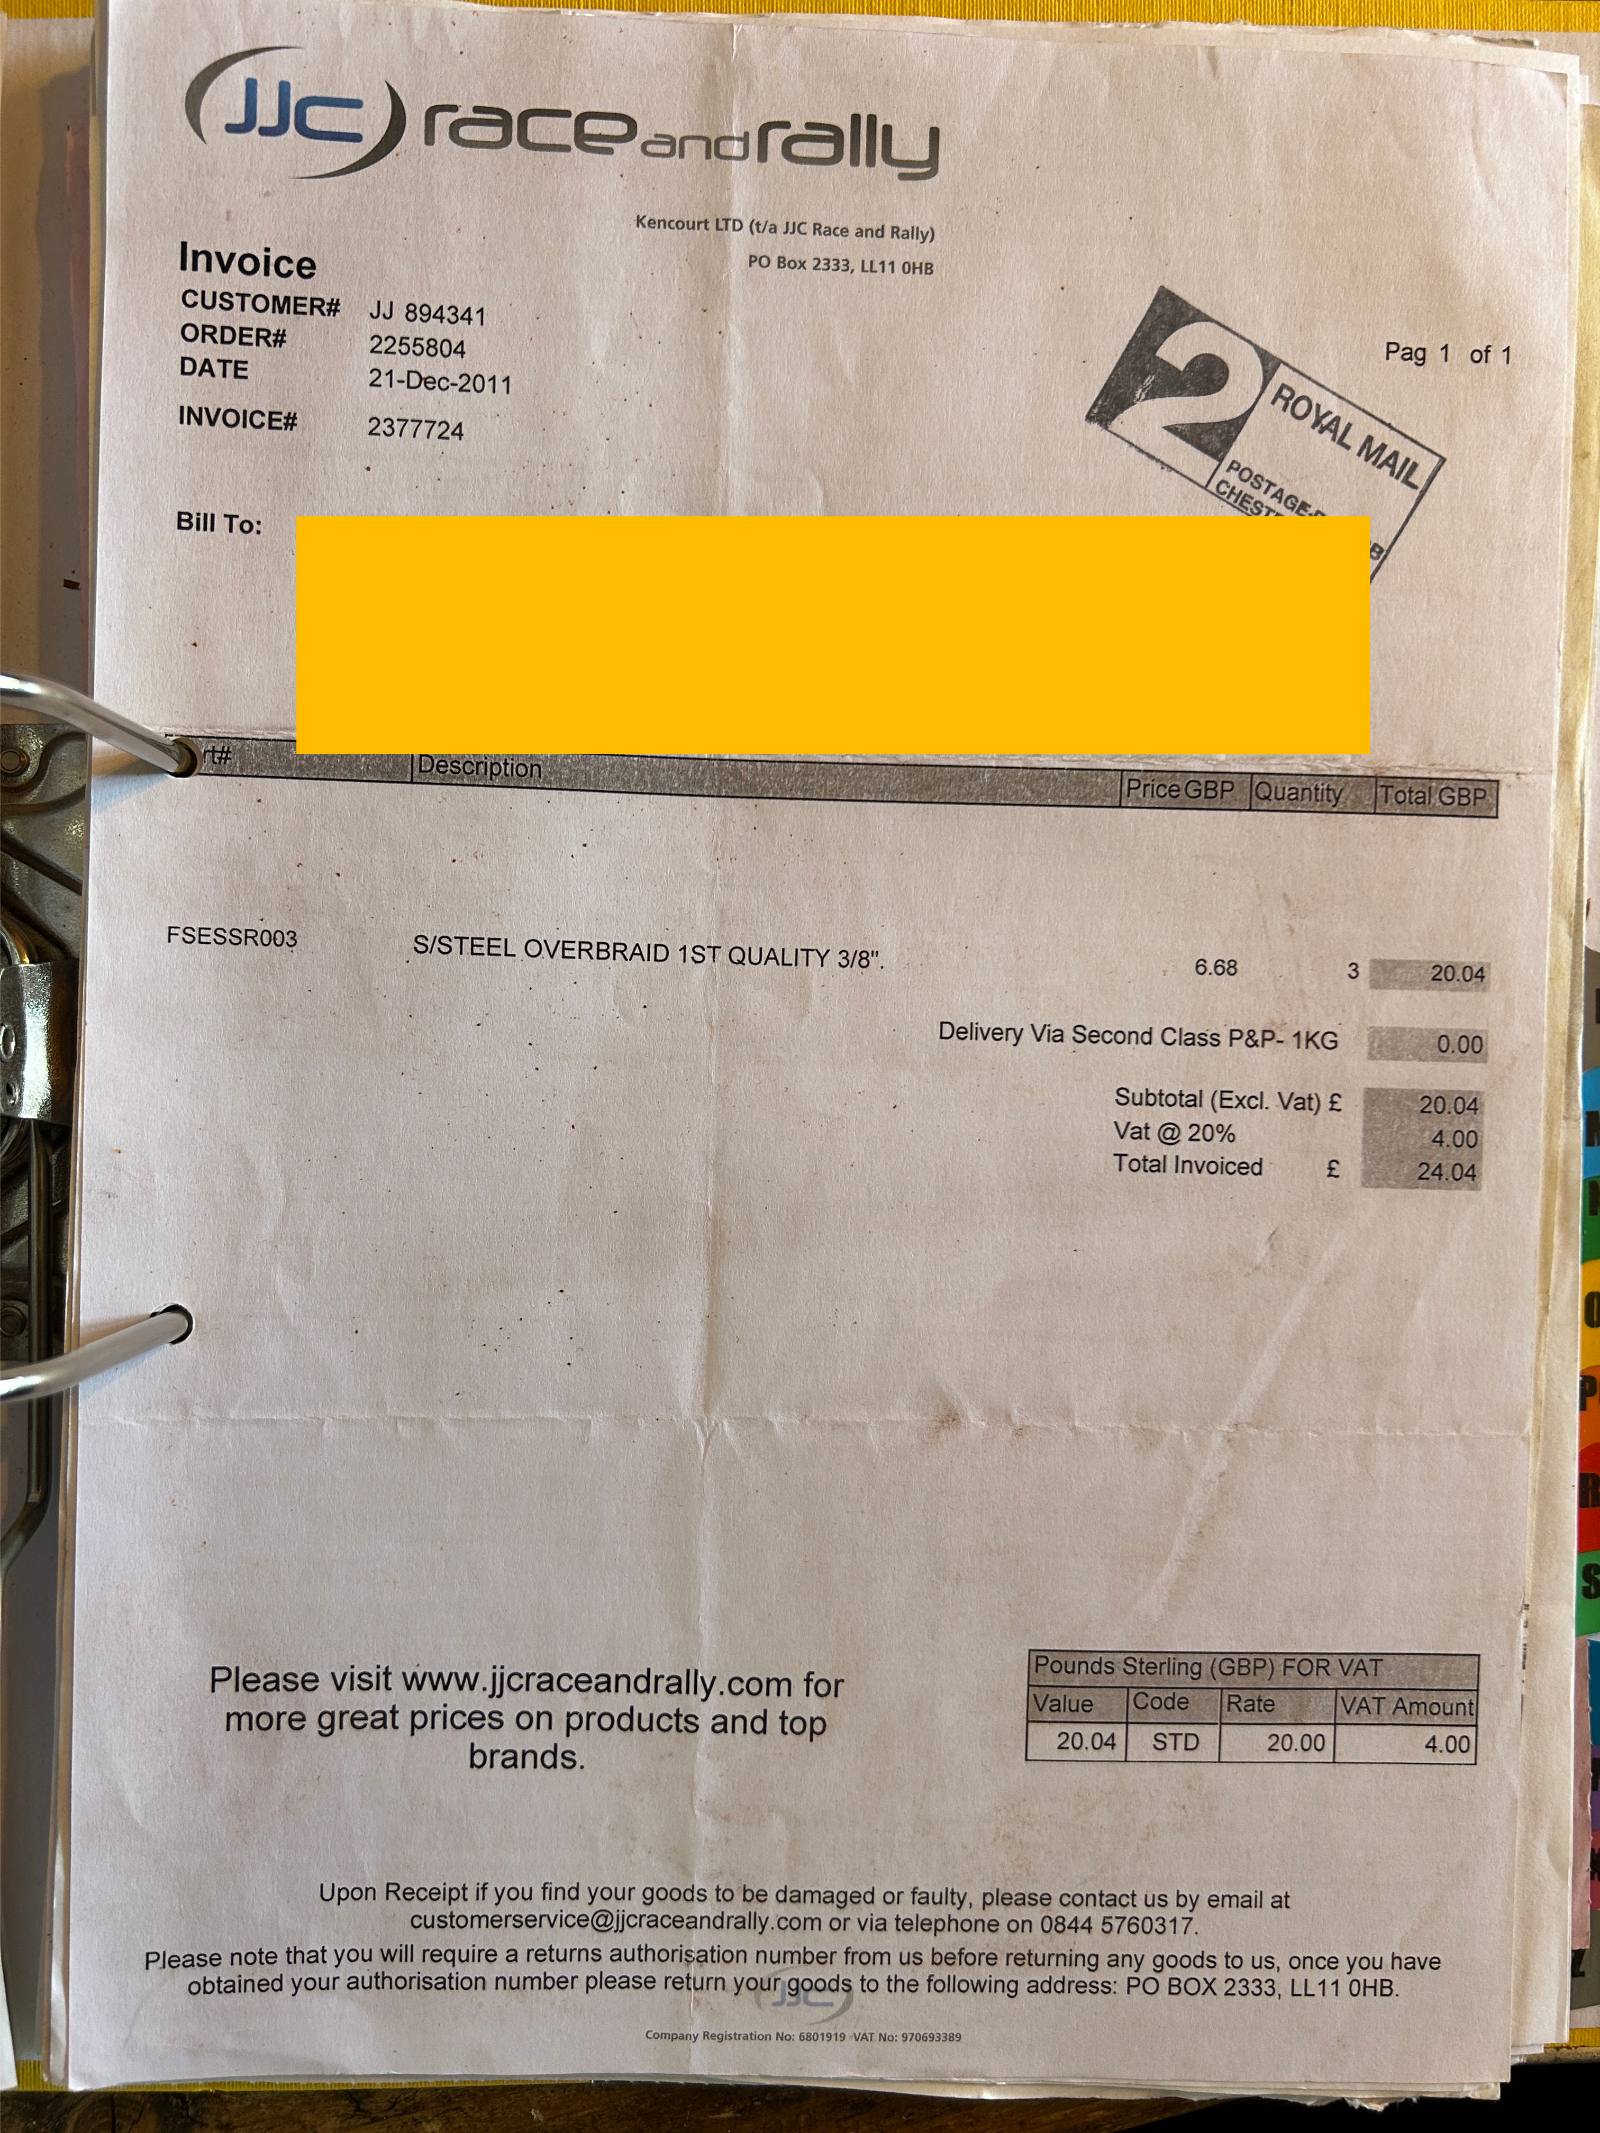 JJC race and rally
Kencourt LTD (t/a JJC Race and Rally)
PO Box 2333, LL11 0HB
Invoice
CUSTOMER# JJ 894341
ORDER# 2255804
DATE 21-Dec-2011
INVOICE# 2377724
Pag 1 of 1
2 ROYAL MAIL
POSTAGE
Bill To:
rt# Description Price GBP Quantity Total GBP
FSESSR003 S/STEEL OVERBRAID 1ST QUALITY 3/8". 6.68 3 20.04
Delivery Via Second Class P&P- 1KG 0.00
Subtotal (Excl. Vat) £ 20.04
Vat @ 20% 4.00
Total Invoiced £ 24.04
Please visit www.jjcraceandrally.com for
more great prices on products and top
brands.
Pounds Sterling (GBP) FOR VAT
Value Code Rate VAT Amount
20.04 STD 20.00 4.00
Upon Receipt if you find your goods to be damaged or faulty, please contact us by email at
customerservice@jjcraceandrally.com or via telephone on 0844 5760317.
Please note that you will require a returns authorisation number from us before returning any goods to us, once you have
obtained your authorisation number please return your goods to the following address: PO BOX 2333, LL11 0HB.
JJC
Company Registration No: 6801919 VAT No: 970693389
O
P
R
S